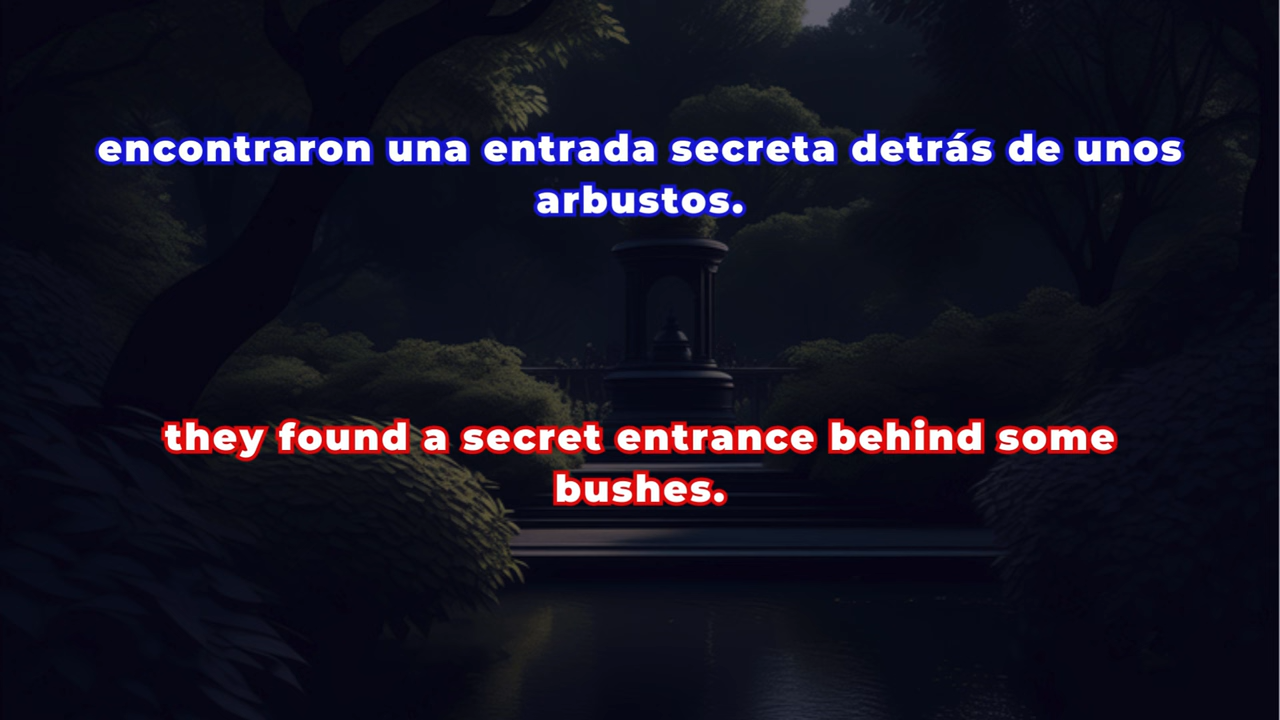 encontraron una entrada secreta detrás de unos
arbustos.
they found a secret entrance behind some
bushes.